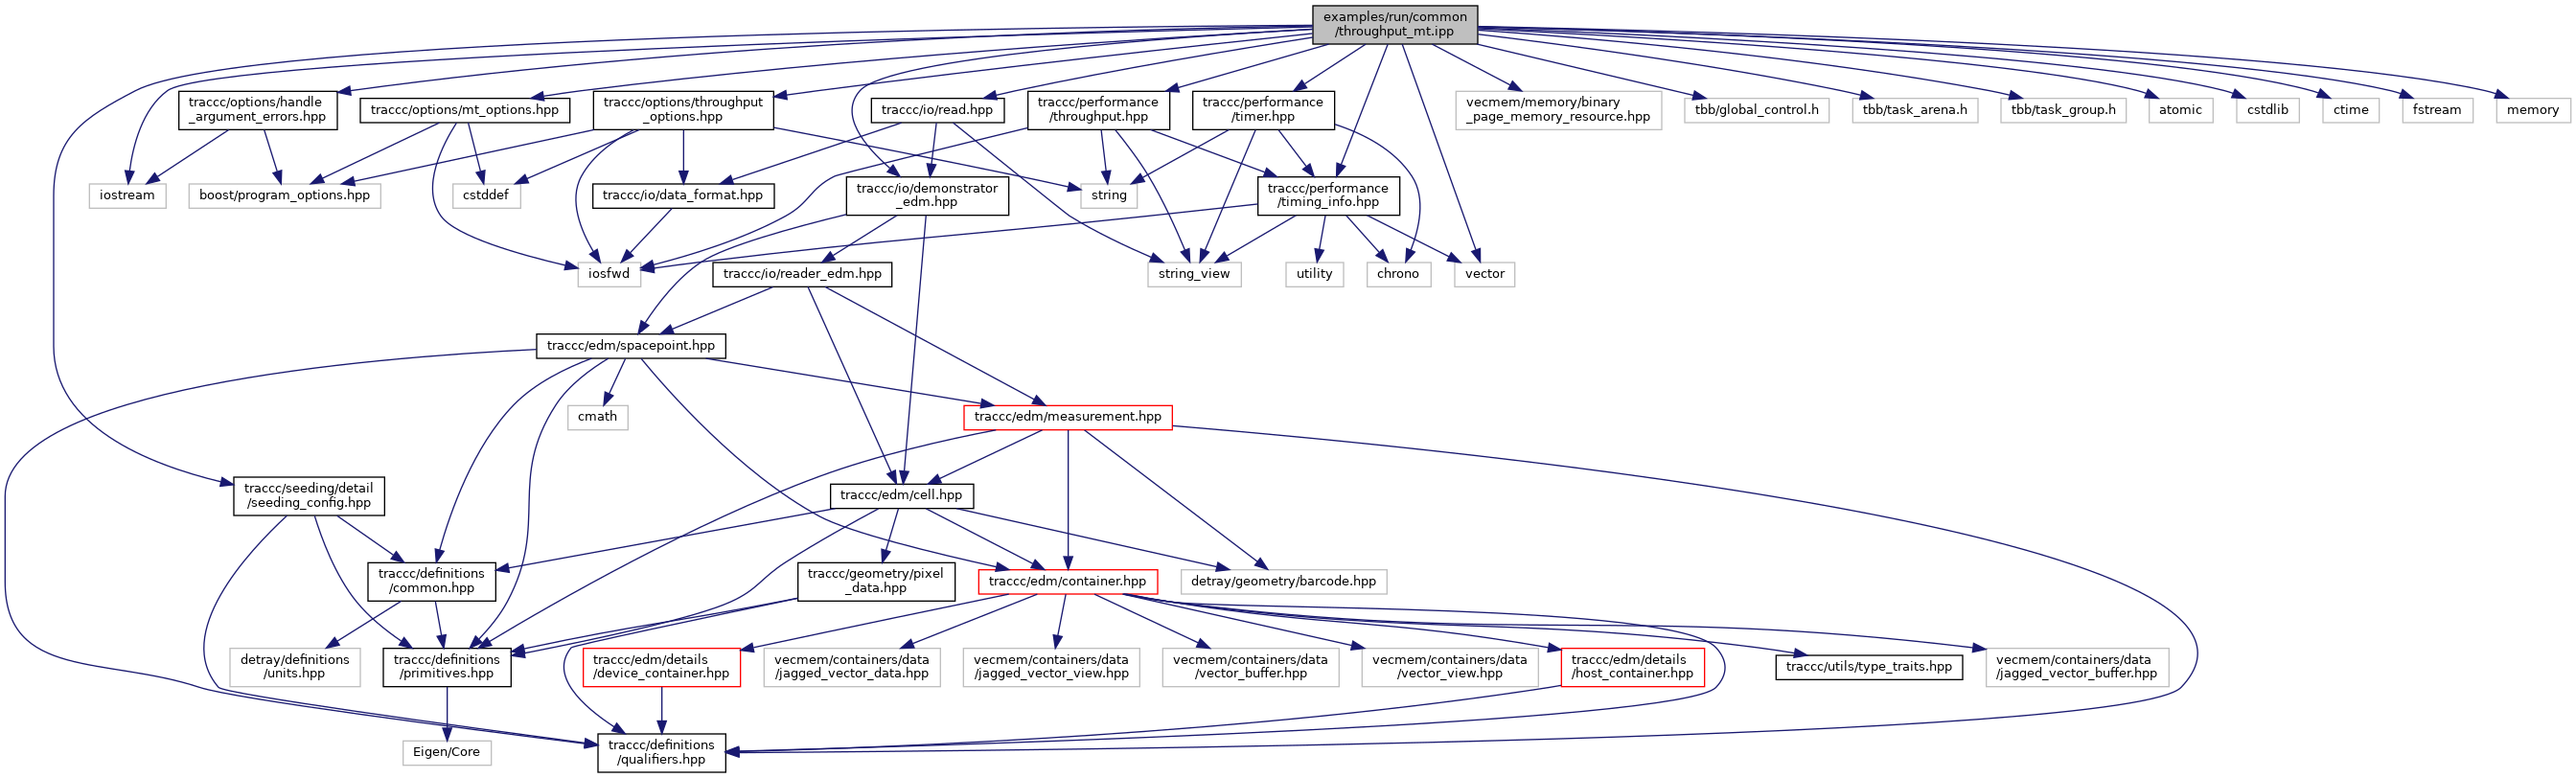 examples/run/common
/throughput_mt.ipp
traccc/options/handle
_argument_errors.hpp
traccc/options/mt_options.hpp
traccc/options/throughput
_options.hpp
traccc/io/read.hpp
traccc/performance
/throughput.hpp
traccc/performance
/timer.hpp
vecmem/memory/binary
_page_memory_resource.hpp
tbb/global_control.h
tbb/task_arena.h
tbb/task_group.h
atomic
cstdlib
ctime
fstream
memory
iostream
boost/program_options.hpp
cstddef
traccc/io/data_format.hpp
traccc/io/demonstrator
_edm.hpp
string
traccc/performance
/timing_info.hpp
iosfwd
traccc/io/reader_edm.hpp
string_view
utility
chrono
vector
traccc/edm/spacepoint.hpp
cmath
traccc/edm/measurement.hpp
traccc/seeding/detail
/seeding_config.hpp
traccc/edm/cell.hpp
traccc/definitions
/common.hpp
traccc/geometry/pixel
_data.hpp
traccc/edm/container.hpp
detray/geometry/barcode.hpp
detray/definitions
/units.hpp
traccc/definitions
/primitives.hpp
traccc/edm/details
/device_container.hpp
vecmem/containers/data
/jagged_vector_data.hpp
vecmem/containers/data
/jagged_vector_view.hpp
vecmem/containers/data
/vector_buffer.hpp
vecmem/containers/data
/vector_view.hpp
traccc/edm/details
/host_container.hpp
traccc/utils/type_traits.hpp
vecmem/containers/data
/jagged_vector_buffer.hpp
Eigen/Core
traccc/definitions
/qualifiers.hpp